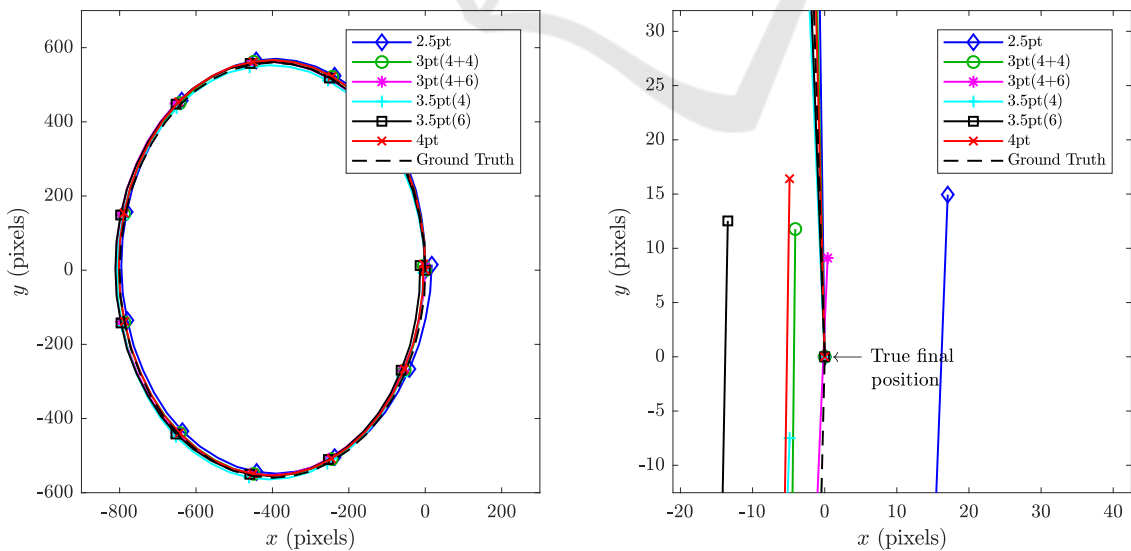 600
400
200
0
-200
-400
-600
-800 -600 -400 -200 0 200
x (pixels)
y (pixels)
2.5pt
3pt(4+4)
3pt(4+6)
3.5pt(4)
3.5pt(6)
4pt
Ground Truth
30
25
20
15
10
5
0
-5
-10
-20 -10 0 10 20 30 40
x (pixels)
y (pixels)
2.5pt
3pt(4+4)
3pt(4+6)
3.5pt(4)
3.5pt(6)
4pt
Ground Truth
True final
position